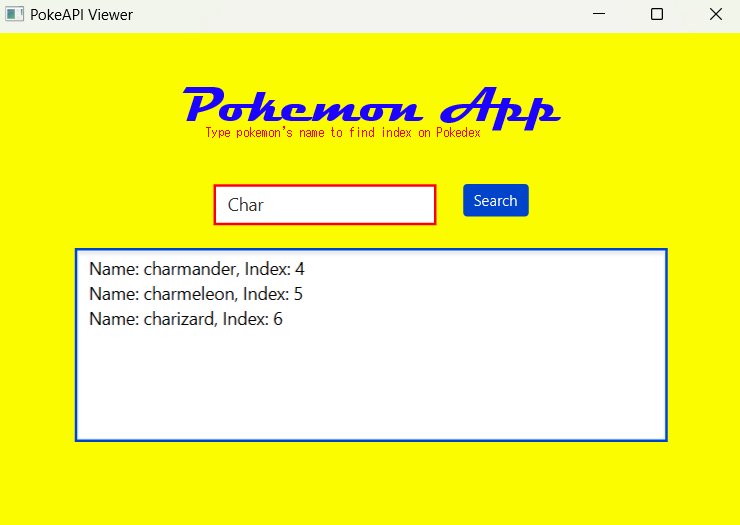 PokeAPI Viewer
Pokemon App
Type pokemon's name to find index on Pokedex
Char
Search
Name: charmander, Index: 4
Name: charmeleon, Index: 5
Name: charizard, Index: 6